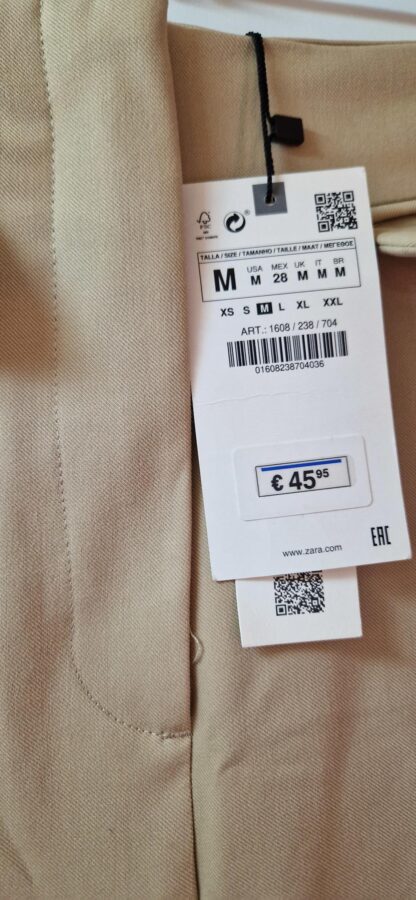 FSC
TALLA / SIZE / TAMANHO / TAILLE / MAAT / ΜΕΓΕΘΟΣ
M USA M MEX 28 UK M IT M BR M
XS S M L XL XXL
ART.: 1608 / 238 / 704
01608238704036
€ 45 95
www.zara.com
EAC